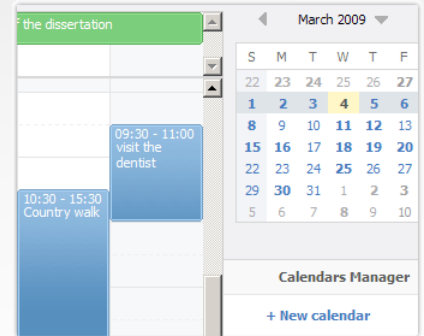 the dissertation
09:30 - 11:00
visit the
dentist
10:30 - 15:30
Country walk
March 2009
S M T W T F
22 23 24 25 26 27
1 2 3 4 5 6
8 9 10 11 12 13
15 16 17 18 19 20
22 23 24 25 26 27
29 30 31 1 2 3
5 6 7 8 9 10
Calendars Manager
+ New calendar